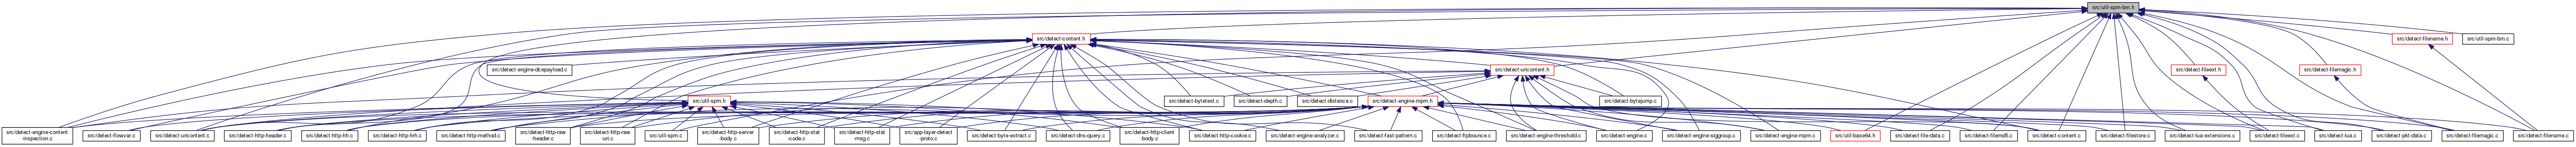 src/util-spm-bm.h
src/detect-content.h
src/detect-filename.h
src/util-spm-bm.c
src/detect-engine-dcepayload.c
src/detect-uricontent.h
src/detect-fileext.h
src/detect-filemagic.h
src/util-spm.h
src/detect-bytetest.c
src/detect-depth.c
src/detect-distance.c
src/detect-engine-mpm.h
src/detect-bytejump.c
src/detect-engine-content
-inspection.c
src/detect-flowvar.c
src/detect-uricontent.c
src/detect-http-header.c
src/detect-http-hh.c
src/detect-http-hrh.c
src/detect-http-method.c
src/detect-http-raw
-header.c
src/detect-http-raw
-uri.c
src/util-spm.c
src/detect-http-server
-body.c
src/detect-http-stat
-code.c
src/detect-http-stat
-msg.c
src/app-layer-detect
-proto.c
src/detect-byte-extract.c
src/detect-dns-query.c
src/detect-http-client
-body.c
src/detect-http-cookie.c
src/detect-engine-analyzer.c
src/detect-fast-pattern.c
src/detect-ftpbounce.c
src/detect-engine-threshold.c
src/detect-engine.c
src/detect-engine-siggroup.c
src/detect-engine-mpm.c
src/util-base64.h
src/detect-file-data.c
src/detect-filemd5.c
src/detect-content.c
src/detect-filestore.c
src/detect-lua-extensions.c
src/detect-fileext.c
src/detect-lua.c
src/detect-pkt-data.c
src/detect-filemagic.c
src/detect-filename.c